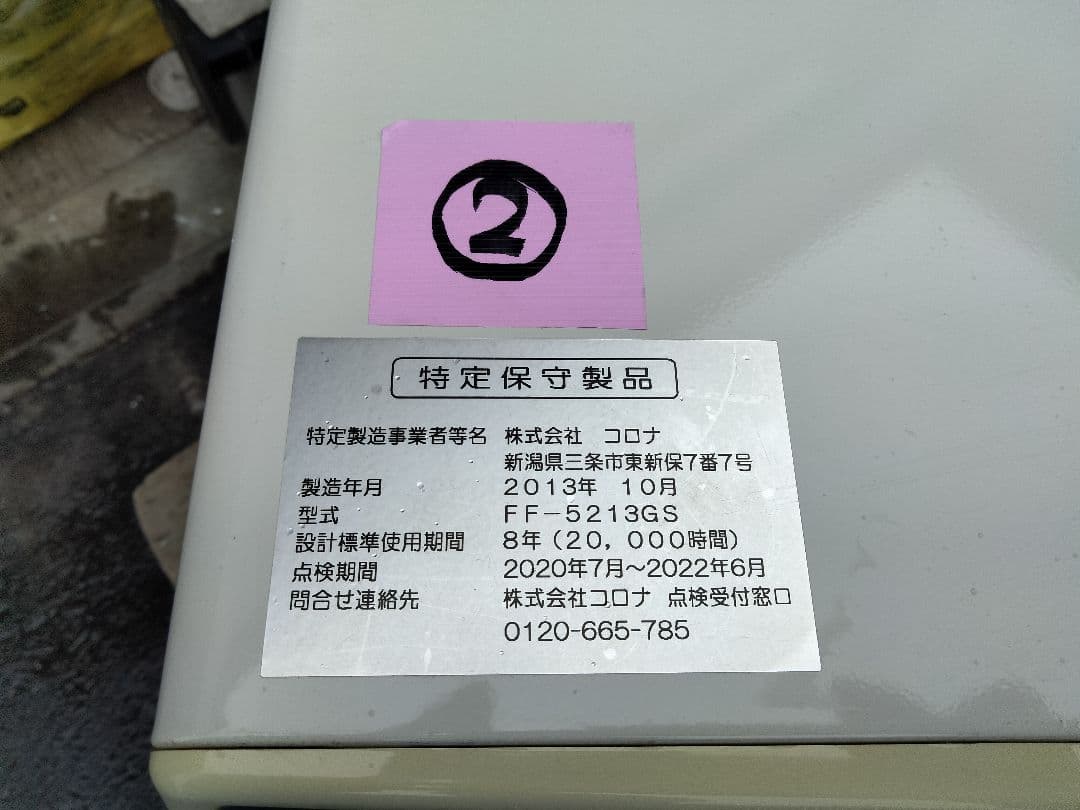 ②
特定保守製品
特定製造事業者等名 株式会社 コロナ
新潟県三条市東新保7番7号
製造年月 2013年 10月
型式 FF-5213GS
設計標準使用期間 8年(20,000時間)
点検期間 2020年7月~2022年6月
問合せ連絡先 株式会社コロナ 点検受付窓口
0120-665-785